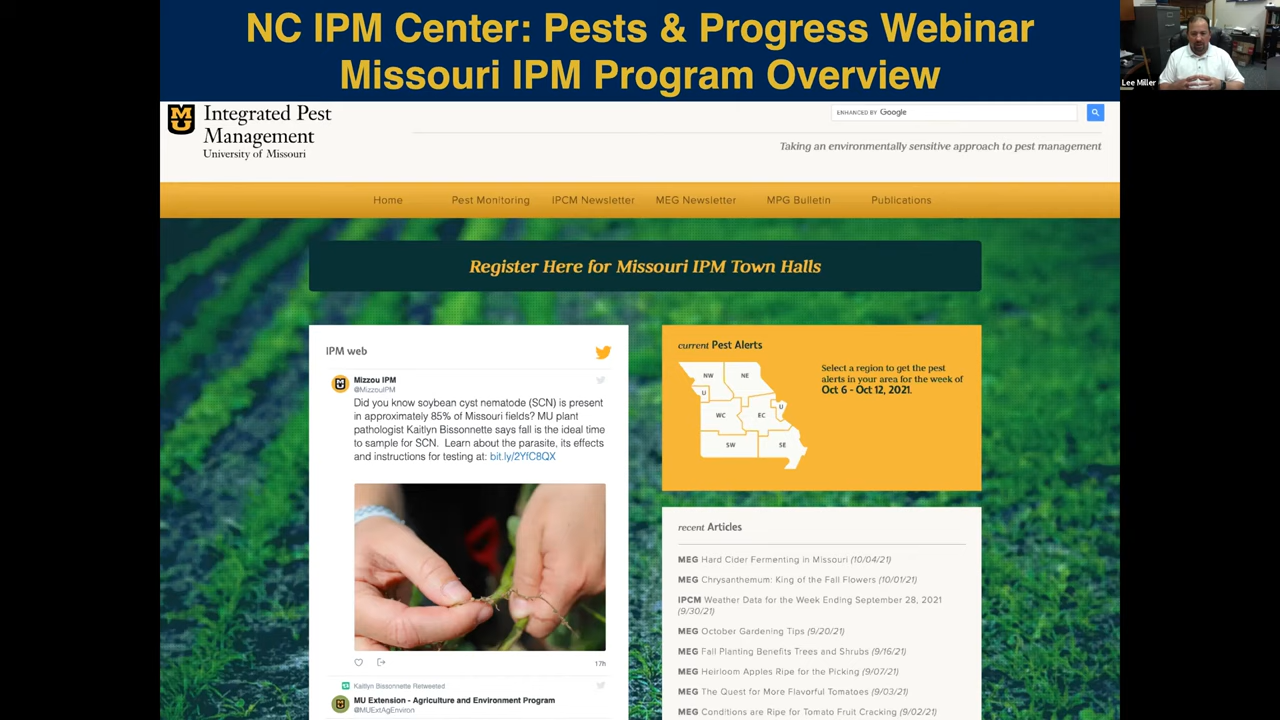 NC IPM Center: Pests & Progress Webinar
Missouri IPM Program Overview
Lee Miller
MU
Integrated Pest
Management
University of Missouri
ENHANCED BY Google
Taking an environmentally sensitive approach to pest management
Home Pest Monitoring IPCM Newsletter MEG Newsletter MPG Bulletin Publications
Register Here for Missouri IPM Town Halls
IPM web
Mizzou IPM
@MizzouIPM
Did you know soybean cyst nematode (SCN) is present
in approximately 85% of Missouri fields? MU plant
pathologist Kaitlyn Bissonnette says fall is the ideal time
to sample for SCN. Learn about the parasite, its effects
and instructions for testing at: bit.ly/2YfC8QX
17h
Kaitlyn Bissonnette Retweeted
MU Extension - Agriculture and Environment Program
@MUExtAgEnviron
current Pest Alerts
NW NE
U U
WC EC
SW SE
Select a region to get the pest
alerts in your area for the week of
Oct 6 - Oct 12, 2021.
recent Articles
MEG Hard Cider Fermenting in Missouri (10/04/21)
MEG Chrysanthemum: King of the Fall Flowers (10/01/21)
IPCM Weather Data for the Week Ending September 28, 2021
(9/30/21)
MEG October Gardening Tips (9/20/21)
MEG Fall Planting Benefits Trees and Shrubs (9/16/21)
MEG Heirloom Apples Ripe for the Picking (9/07/21)
MEG The Quest for More Flavorful Tomatoes (9/03/21)
MEG Conditions are Ripe for Tomato Fruit Cracking (9/02/21)